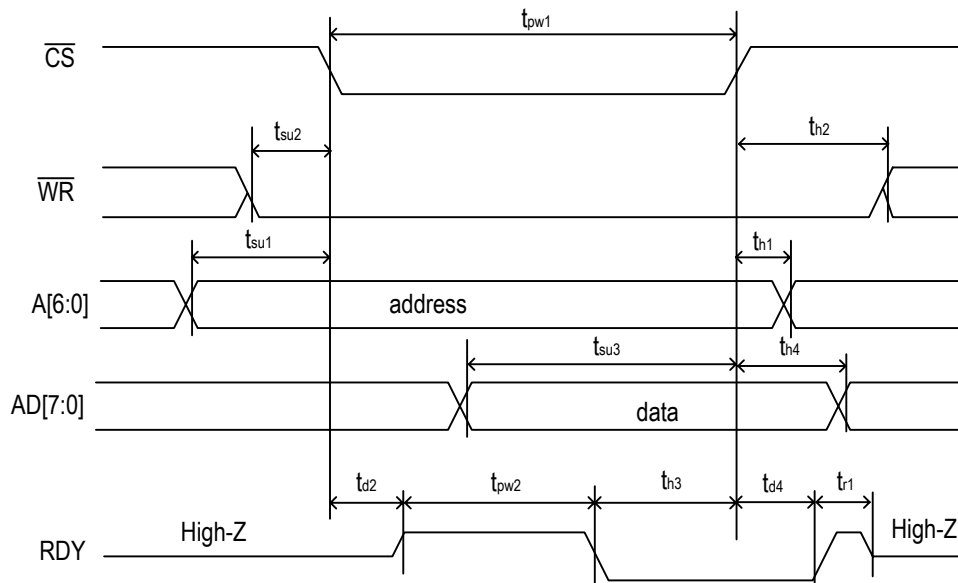 tpw1
CS
tsu2
th2
WR
tsu1
th1
A[6:0]
address
tsu3
th4
AD[7:0]
data
td2
tpw2
th3
td4
tr1
High-Z
High-Z
RDY